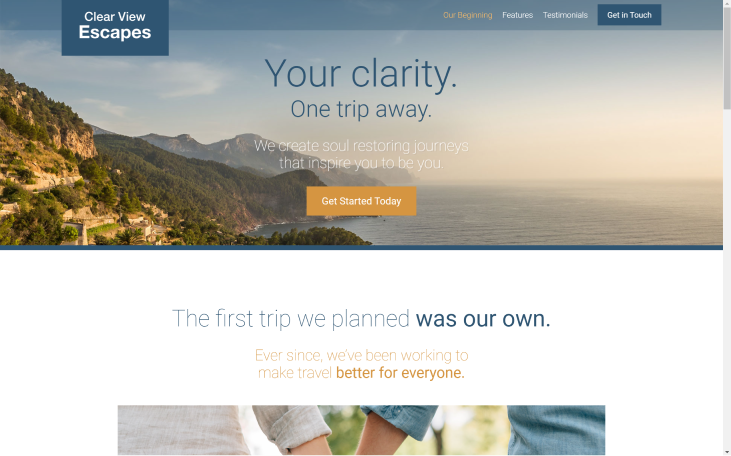 Clear View
Escapes
Our Beginning Features Testimonials Get in Touch
Your clarity.
One trip away.
We create soul restoring journeys
that inspire you to be you.
Get Started Today
The first trip we planned was our own.
Ever since, we've been working to
make travel better for everyone.